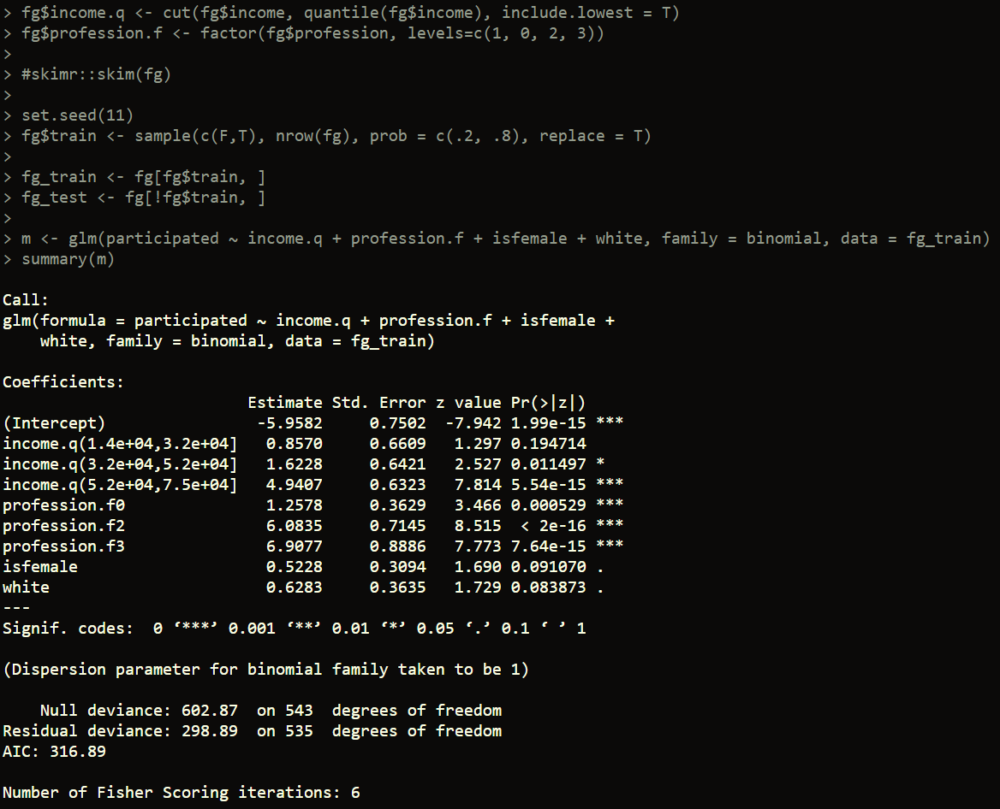 > fg$income.q <- cut(fg$income, quantile(fg$income), include.lowest = T)
> fg$profession.f <- factor(fg$profession, levels=c(1, 0, 2, 3))
>
> #skimr::skim(fg)
>
> set.seed(11)
> fg$train <- sample(c(F,T), nrow(fg), prob = c(.2, .8), replace = T)
>
> fg_train <- fg[fg$train, ]
> fg_test <- fg[!fg$train, ]
>
> m <- glm(participated ~ income.q + profession.f + isfemale + white, family = binomial, data = fg_train)
> summary(m)

Call:
glm(formula = participated ~ income.q + profession.f + isfemale +
    white, family = binomial, data = fg_train)

Coefficients:
                          Estimate Std. Error z value Pr(>|z|)
(Intercept)                -5.9582     0.7502  -7.942 1.99e-15 ***
income.q(1.4e+04,3.2e+04]   0.8570     0.6609   1.297 0.194714
income.q(3.2e+04,5.2e+04]   1.6228     0.6421   2.527 0.011497 *
income.q(5.2e+04,7.5e+04]   4.9407     0.6323   7.814 5.54e-15 ***
profession.f0               1.2578     0.3629   3.466 0.000529 ***
profession.f2               6.0835     0.7145   8.515  < 2e-16 ***
profession.f3               6.9077     0.8886   7.773 7.64e-15 ***
isfemale                    0.5228     0.3094   1.690 0.091070 .
white                       0.6283     0.3635   1.729 0.083873 .
---
Signif. codes:  0 ‘***’ 0.001 ‘**’ 0.01 ‘*’ 0.05 ‘.’ 0.1 ‘ ’ 1

(Dispersion parameter for binomial family taken to be 1)

    Null deviance: 602.87  on 543  degrees of freedom
Residual deviance: 298.89  on 535  degrees of freedom
AIC: 316.89

Number of Fisher Scoring iterations: 6